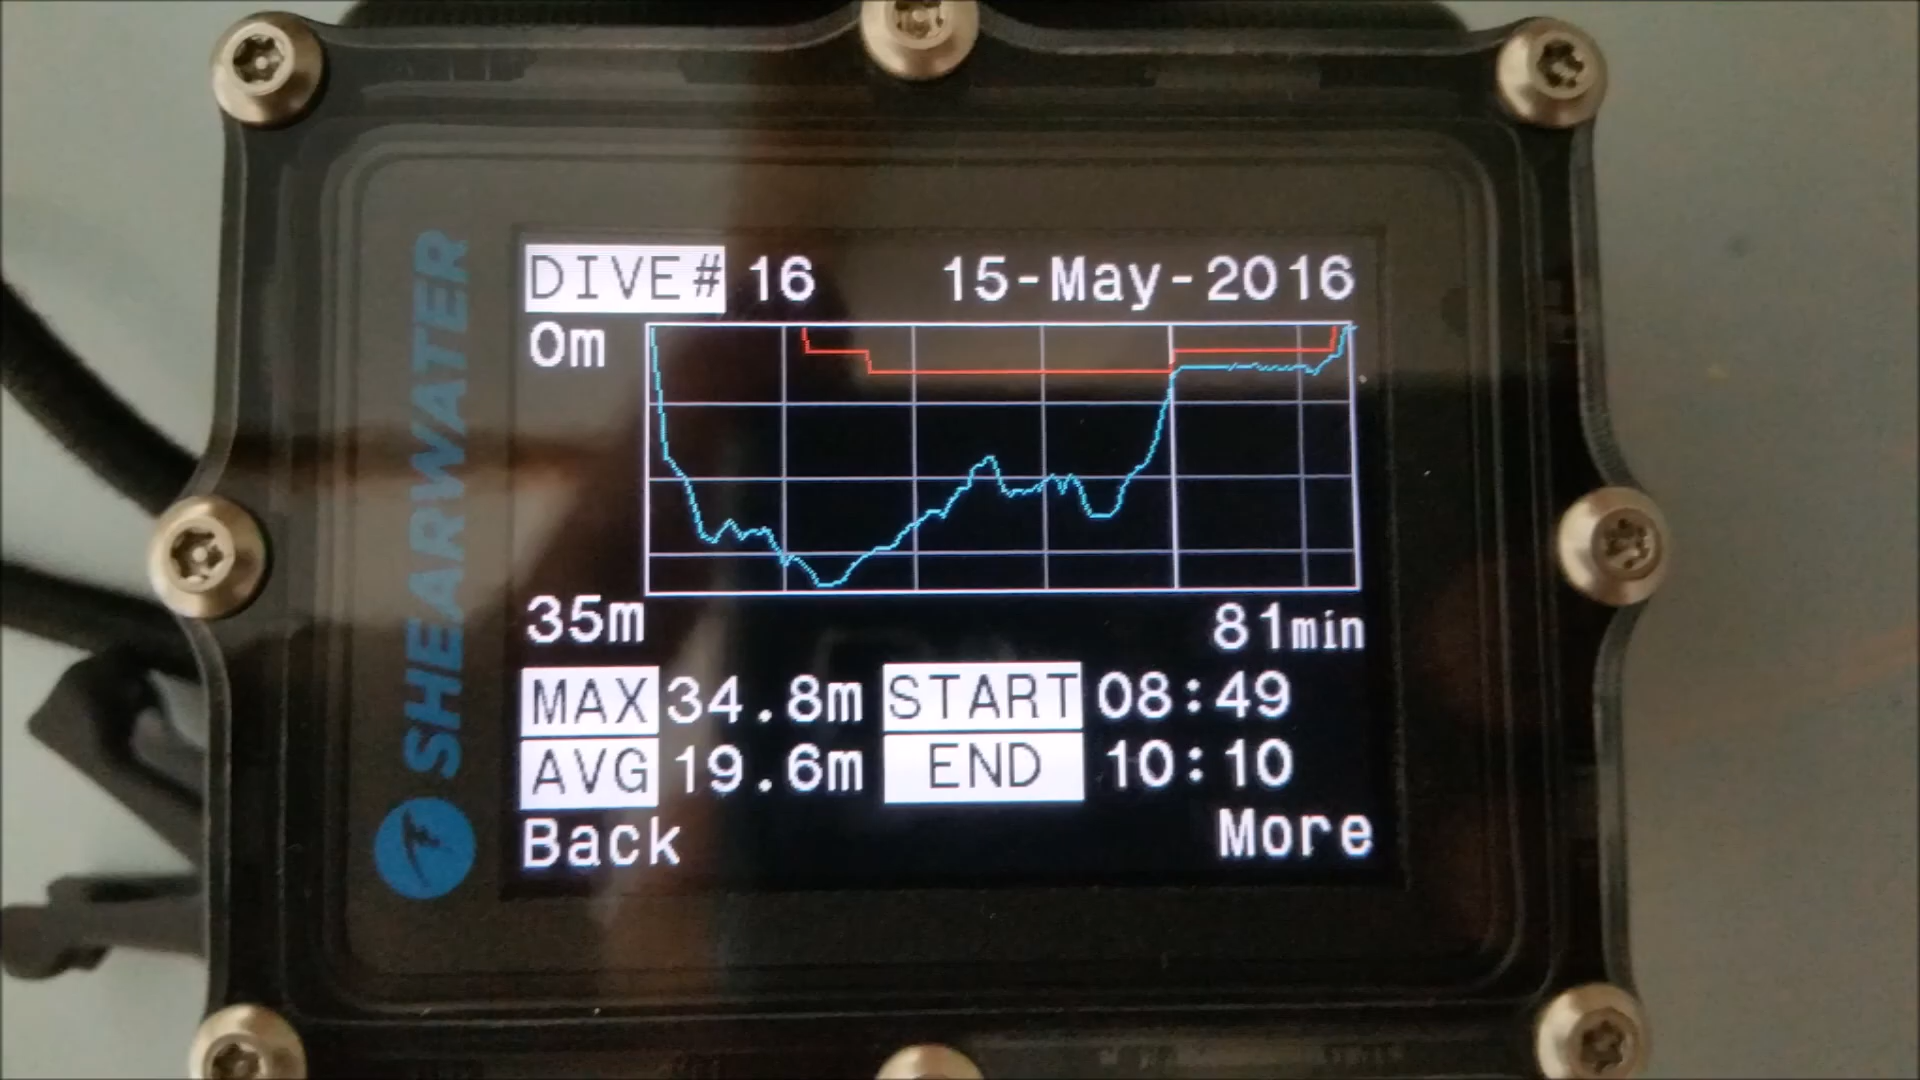 SHEARWATER
DIVE# 16 15-May-2016
0m
35m 81min
MAX 34.8m START 08:49
AVG 19.6m END 10:10
Back More